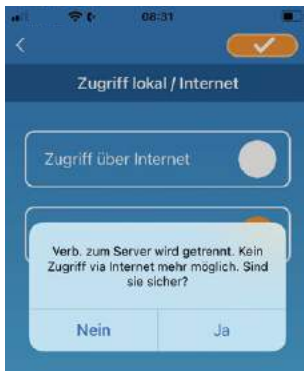 08:31
Zugriff lokal / Internet
Zugriff über Internet
Verb. zum Server wird getrennt. Kein
Zugriff via Internet mehr möglich. Sind
sie sicher?
Nein
Ja